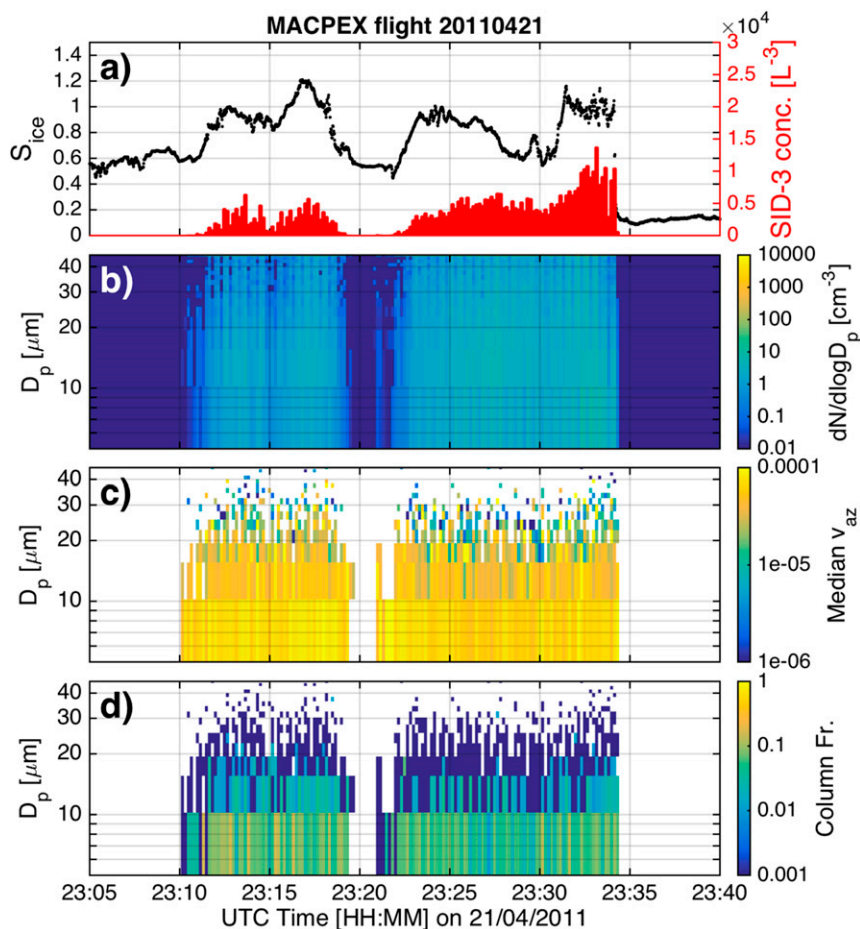 MACPEX flight 20110421
×10⁴
a)
1.4
1.2
1
0.8
0.6
0.4
0.2
0
S_ice
3
2.5
2
1.5
1
0.5
0
SID-3 conc. [L⁻³]
b)
40
30
20
10
D_p [μm]
10000
1000
100
10
1
0.1
0.01
dN/dlogD_p [cm⁻³]
c)
40
30
20
10
D_p [μm]
0.0001
1e-05
1e-06
Median v_az
d)
40
30
20
10
D_p [μm]
1
0.1
0.01
0.001
Column Fr.
23:05 23:10 23:15 23:20 23:25 23:30 23:35 23:40
UTC Time [HH:MM] on 21/04/2011